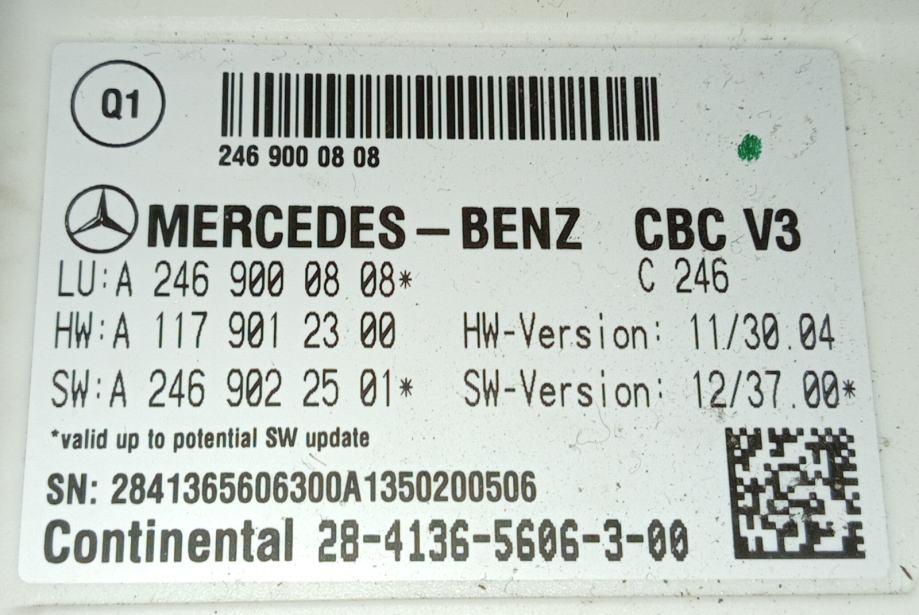 Q1
246 900 08 08
MERCEDES-BENZ CBC V3
LU:A 246 900 08 08* C 246
HW:A 117 901 23 00 HW-Version: 11/30.04
SW:A 246 902 25 01* SW-Version: 12/37.00*
*valid up to potential SW update
SN: 2841365606300A1350200506
Continental 28-4136-5606-3-00